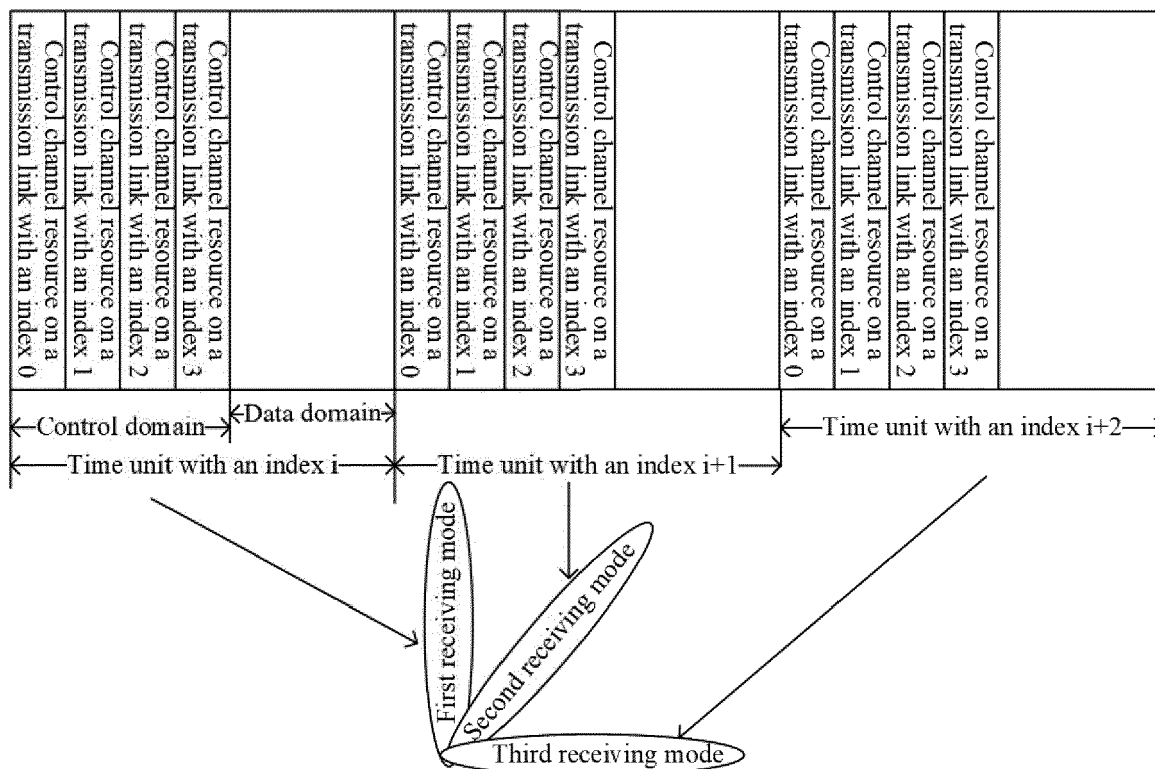 Control channel resource on a
transmission link with an index 0
Control channel resource on a
transmission link with an index 1
Control channel resource on a
transmission link with an index 2
Control channel resource on a
transmission link with an index 3
Control channel resource on a
transmission link with an index 0
Control channel resource on a
transmission link with an index 1
Control channel resource on a
transmission link with an index 2
Control channel resource on a
transmission link with an index 3
Control channel resource on a
transmission link with an index 0
Control channel resource on a
transmission link with an index 1
Control channel resource on a
transmission link with an index 2
Control channel resource on a
transmission link with an index 3
Control domain
Data domain
Time unit with an index i
Time unit with an index i+1
Time unit with an index i+2
First receiving mode
Second receiving mode
Third receiving mode